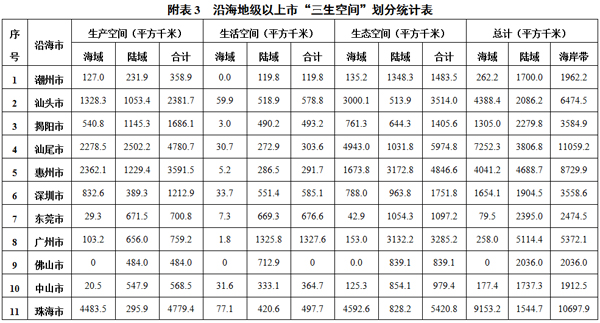 附表 3 沿海地级以上市“三生空间”划分统计表
序号 沿海市 生产空间（平方千米） 生活空间（平方千米） 生态空间（平方千米） 总计（平方千米）
海域 陆域 合计 海域 陆域 合计 海域 陆域 合计 海域 陆域 海岸带
1 潮州市 127.0 231.9 358.9 0.0 119.8 119.8 135.2 1348.3 1483.5 262.2 1700.0 1962.2
2 汕头市 1328.3 1053.4 2381.7 59.9 518.9 578.8 3000.1 513.9 3514.0 4388.4 2086.2 6474.5
3 揭阳市 540.8 1145.3 1686.1 3.0 490.2 493.2 761.3 644.3 1405.6 1305.0 2279.8 3584.9
4 汕尾市 2278.5 2502.2 4780.7 30.7 272.9 303.6 4943.0 1031.8 5974.8 7252.3 3806.8 11059.2
5 惠州市 2362.1 1229.4 3591.5 5.2 286.5 291.7 1673.8 3172.8 4846.6 4041.2 4688.7 8729.9
6 深圳市 832.6 389.3 1212.9 33.7 551.4 585.1 788.0 963.8 1751.8 1654.1 1904.5 3558.6
7 东莞市 29.3 671.5 700.8 7.3 669.3 676.6 42.9 1054.3 1097.2 79.5 2395.0 2474.5
8 广州市 103.2 656.0 759.2 1.8 1325.8 1327.6 153.0 3132.2 3285.2 258.0 5114.4 5372.1
9 佛山市 0 484.0 484.0 0 712.9 0 0.0 839.1 839.1 0 2036.0 2036.0
10 中山市 20.5 547.9 568.5 31.6 333.1 364.7 125.3 854.1 979.4 177.4 1737.3 1912.5
11 珠海市 4483.5 295.9 4779.4 77.1 420.6 497.7 4592.6 828.2 5420.8 9153.2 1544.7 10697.9